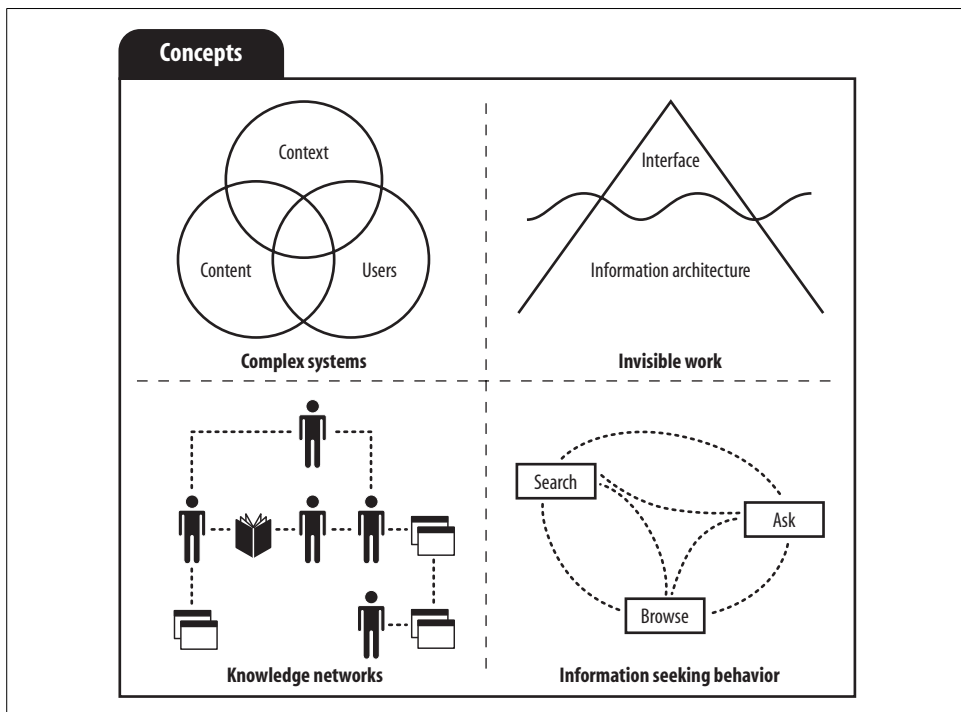 Concepts
Context
Content
Users
Complex systems
Interface
Information architecture
Invisible work
Knowledge networks
Search
Ask
Browse
Information seeking behavior